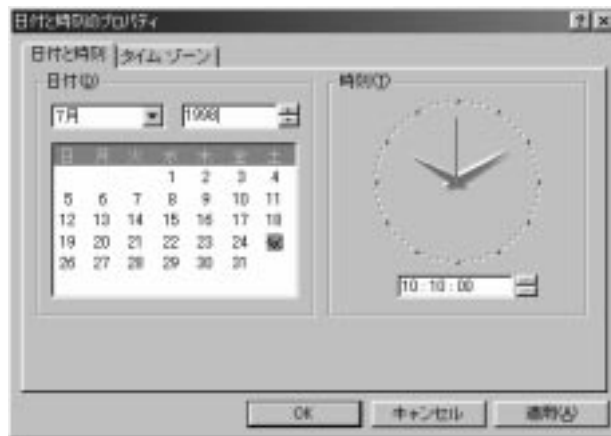 日付と時刻のプロパティ
日付と時刻 タイム ゾーン
日付(D)
7月 1998
日 月 火 水 木 金 土
1 2 3 4
5 6 7 8 9 10 11
12 13 14 15 16 17 18
19 20 21 22 23 24
26 27 28 29 30 31
時刻(T)
10:10:00
OK キャンセル 適用(A)